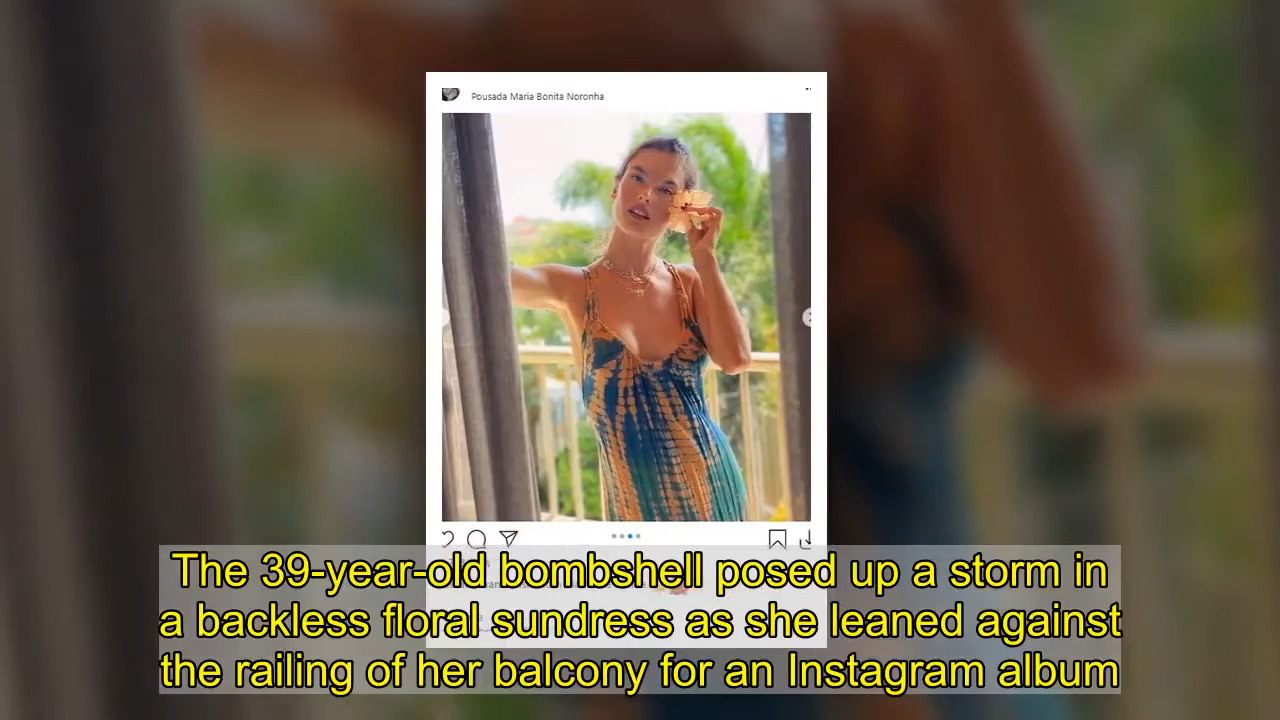 Pousada Maria Bonita Noronha
The 39-year-old bombshell posed up a storm in
a backless floral sundress as she leaned against
the railing of her balcony for an Instagram album